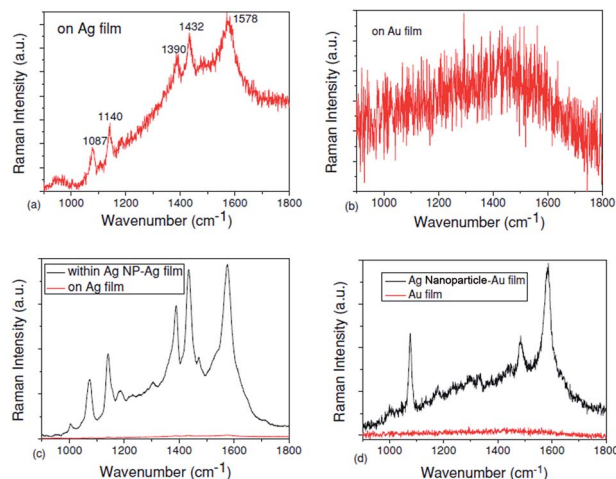 on Ag film
1578
1432
1390
1140
1087
Raman Intensity (a.u.)
1000 1200 1400 1600 1800
(a)
Wavenumber (cm-1)
on Au film
Raman Intensity (a.u.)
1000 1200 1400 1600 1800
(b)
Wavenumber (cm-1)
within Ag NP-Ag film
on Ag film
Raman Intensity (a.u.)
(c)
1000 1200 1400 1600 1800
Wavenumber (cm-1)
Ag Nanoparticle-Au film
Au film
Raman Intensity (a.u.)
(d)
1000 1200 1400 1600 1800
Wavenumber (cm-1)